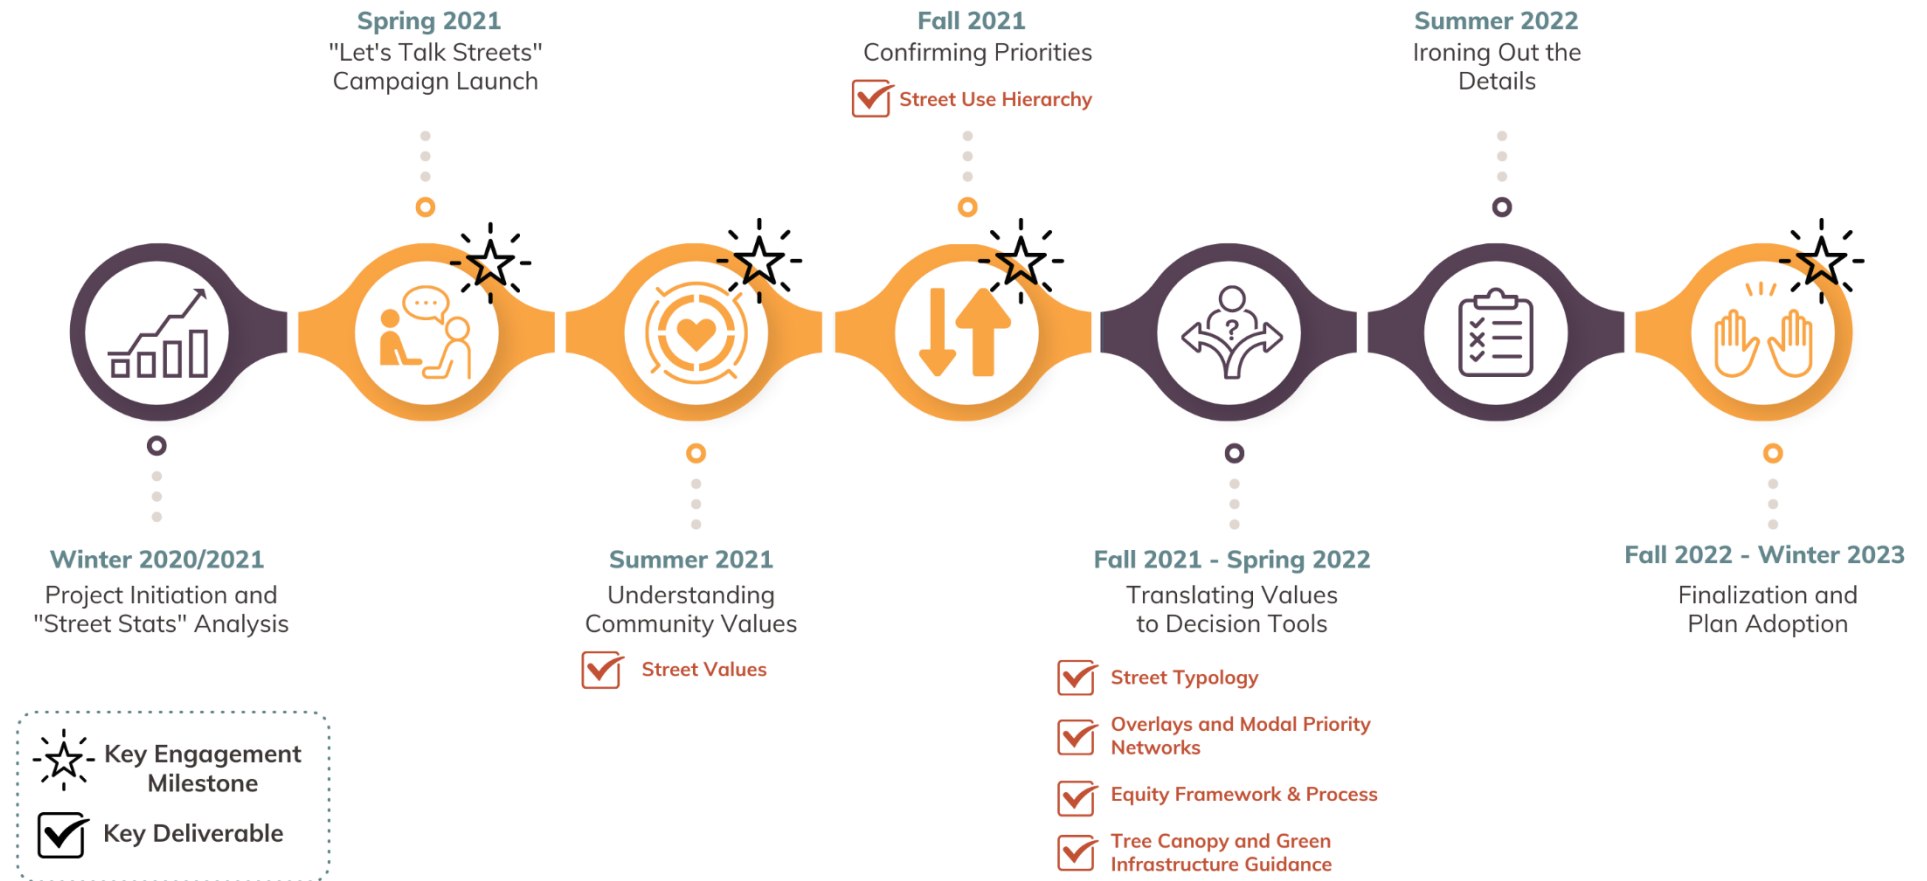 Spring 2021
"Let's Talk Streets"
Campaign Launch
Fall 2021
Confirming Priorities
Street Use Hierarchy
Summer 2022
Ironing Out the
Details
?
Winter 2020/2021
Project Initiation and
"Street Stats" Analysis
Summer 2021
Understanding
Community Values
Street Values
Fall 2021 - Spring 2022
Translating Values
to Decision Tools
Street Typology
Overlays and Modal Priority
Networks
Equity Framework & Process
Tree Canopy and Green
Infrastructure Guidance
Fall 2022 - Winter 2023
Finalization and
Plan Adoption
Key Engagement
Milestone
Key Deliverable